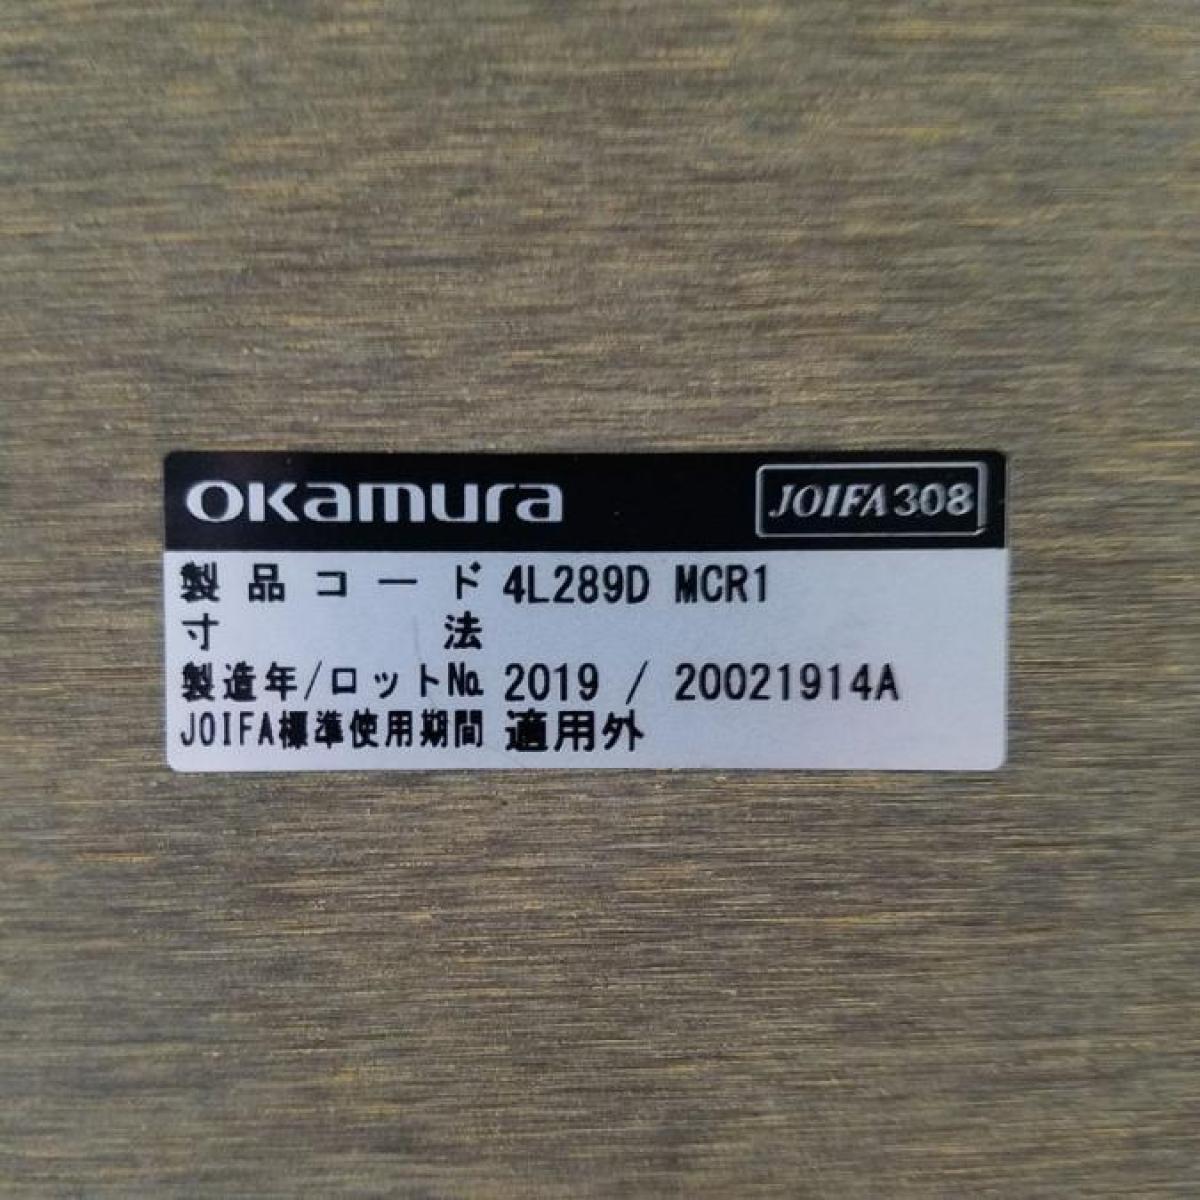 okamura
JOIFA308
製品コード 4L289D MCR1
寸法
製造年/ロット№ 2019 / 20021914A
JOIFA標準使用期間 適用外